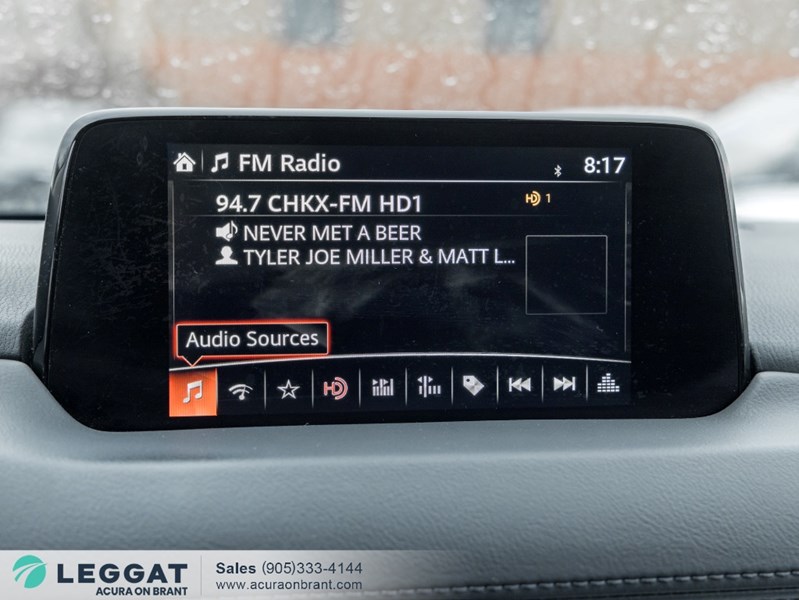 FM Radio 8:17
94.7 CHKX-FM HD1 HD 1
NEVER MET A BEER
TYLER JOE MILLER & MATT L...
Audio Sources
HD
LEGGAT
ACURA ON BRANT
Sales (905)333-4144
www.acuraonbrant.com